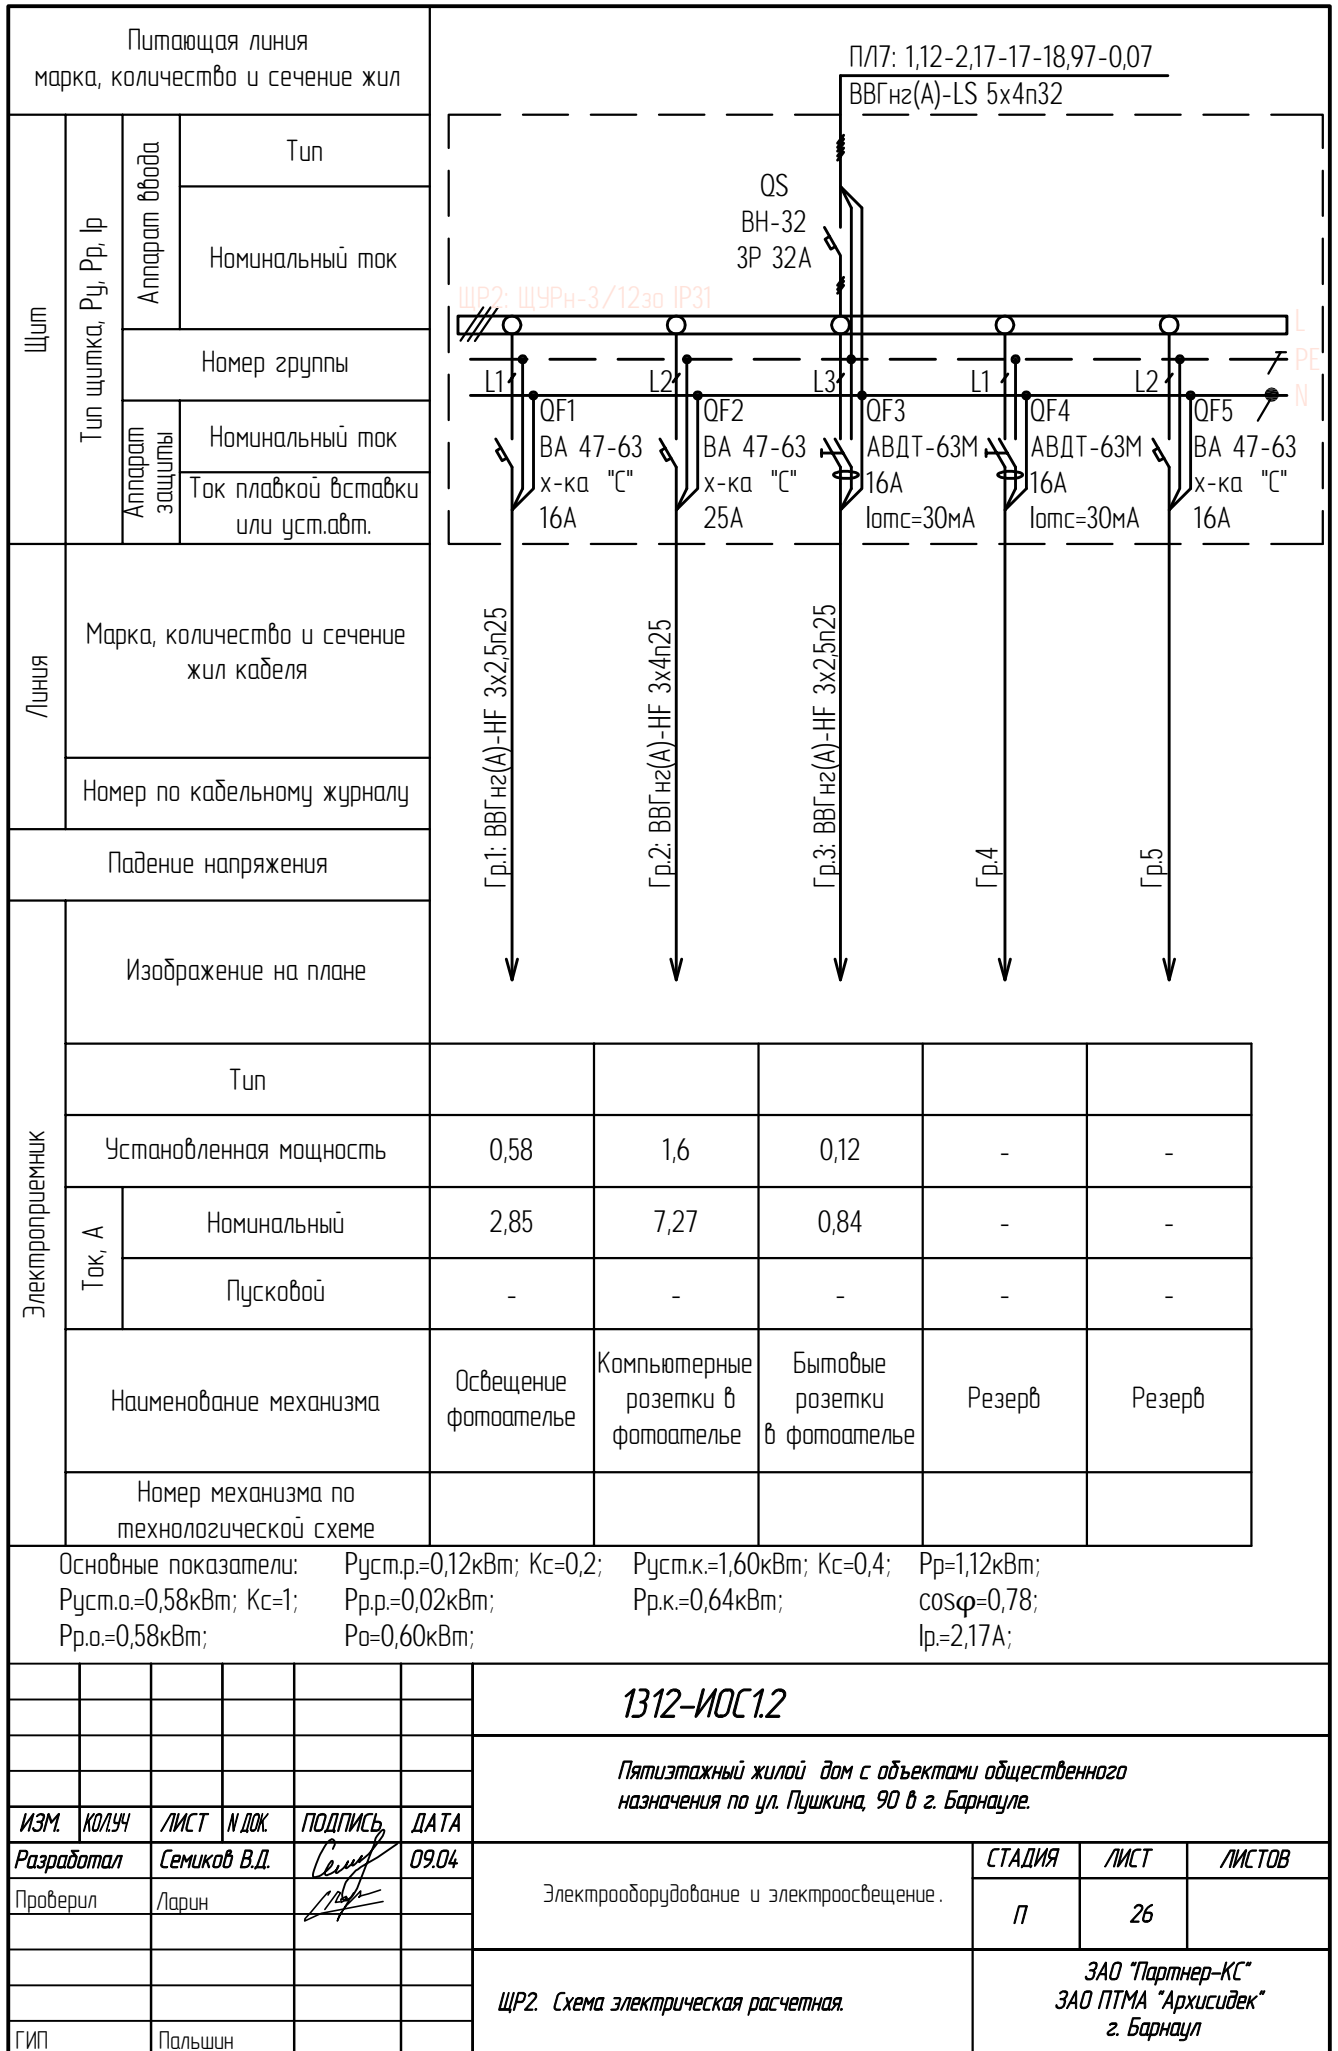 Питающая линия
марка, количество и сечение жил
ПЛ7: 1,12-2,17-17-18,97-0,07
ВВГнг(А)-LS 5х4п32
Щит
Тип щитка, Ру, Рр, Iр
Аппарат ввода
Тип
Номинальный ток
Номер группы
Аппарат
защиты
Номинальный ток
Ток плавкой вставки
или уст.авт.
QS
ВН-32
3Р 32А
ЩР2: ЩУРн-3/12зо IP31
L
PE
N
L1
L2
L3
L1
L2
QF1
ВА 47-63
х-ка "С"
16А
QF2
ВА 47-63
х-ка "С"
25А
QF3
АВДТ-63М
16А
Iотс=30мА
QF4
АВДТ-63М
16А
Iотс=30мА
QF5
ВА 47-63
х-ка "С"
16А
Линия
Марка, количество и сечение
жил кабеля
Номер по кабельному журналу
Падение напряжения
Гр.1: ВВГнг(А)-HF 3х2,5п25
Гр.2: ВВГнг(А)-HF 3х4п25
Гр.3: ВВГнг(А)-HF 3х2,5п25
Гр.4
Гр.5
Электроприемник
Изображение на плане
Тип
Установленная мощность 0,58 1,6 0,12 - -
Ток, А
Номинальный 2,85 7,27 0,84 - -
Пусковой - - - - -
Наименование механизма
Освещение
фотоателье
Компьютерные
розетки в
фотоателье
Бытовые
розетки
в фотоателье
Резерв
Резерв
Номер механизма по
технологической схеме
Основные показатели: Руст.р.=0,12кВт; Кс=0,2; Руст.к.=1,60кВт; Кс=0,4; Рр=1,12кВт;
Руст.о.=0,58кВт; Кс=1; Рр.р.=0,02кВт; Рр.к.=0,64кВт; cosφ=0,78;
Рр.о.=0,58кВт; Ро=0,60кВт; Iр.=2,17А;
1312-ИОС1.2
Пятиэтажный жилой дом с объектами общественного
назначения по ул. Пушкина, 90 в г. Барнауле.
ИЗМ. КОЛ.УЧ ЛИСТ N ДОК. ПОДПИСЬ ДАТА
Разработал Семиков В.Д. 09.04
Проверил Ларин
Электрооборудование и электроосвещение.
СТАДИЯ ЛИСТ ЛИСТОВ
П 26
ЩР2. Схема электрическая расчетная.
ЗАО "Партнер-КС"
ЗАО ПТМА "Архисидек"
г. Барнаул
ГИП Пальшин